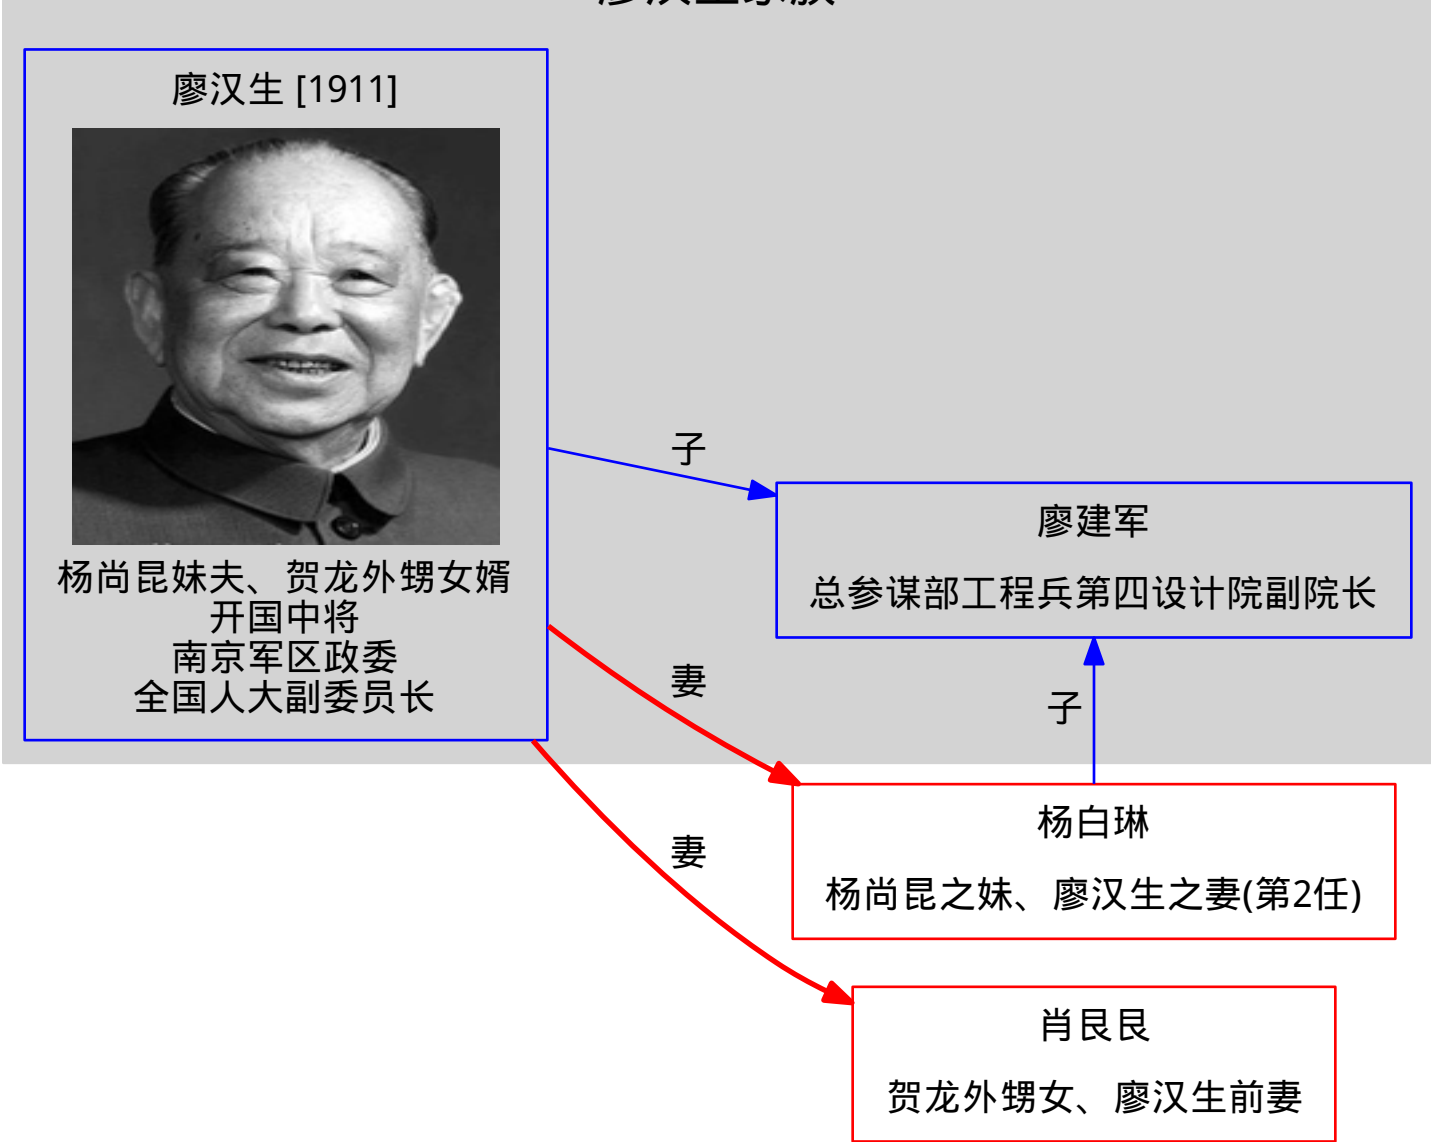 廖汉生 [1911]
杨尚昆妹夫、贺龙外甥女婿
开国中将
南京军区政委
全国人大副委员长
子
廖建军
总参谋部工程兵第四设计院副院长
妻
子
杨白琳
杨尚昆之妹、廖汉生之妻(第2任)
妻
肖艮艮
贺龙外甥女、廖汉生前妻